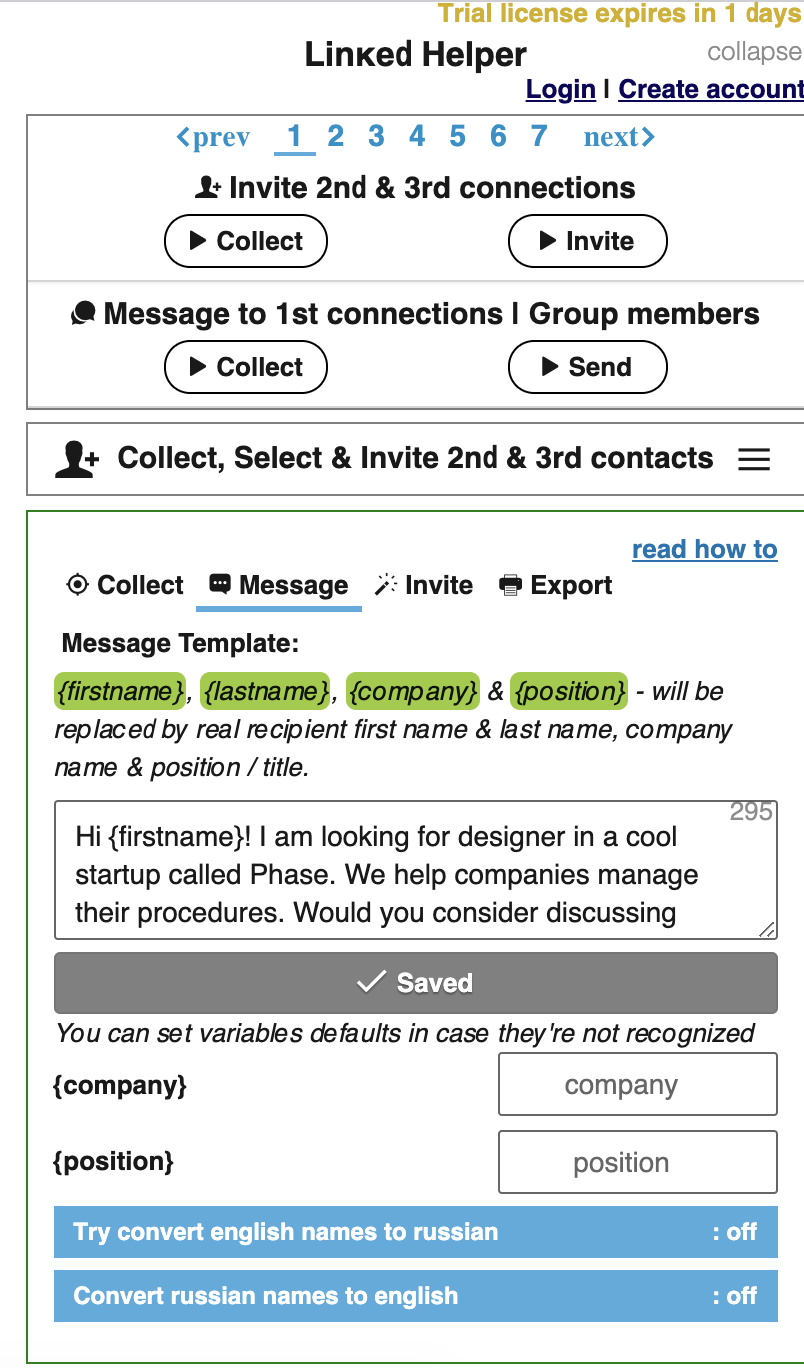 Trial license expires in 1 days
Linкed Helper
collapse
Login | Create account
prev 1 2 3 4 5 6 7 next
Invite 2nd & 3rd connections
Collect Invite
Message to 1st connections | Group members
Collect Send
Collect, Select & Invite 2nd & 3rd contacts
read how to
Collect Message Invite Export
Message Template:
{firstname}, {lastname}, {company} & {position} - will be
replaced by real recipient first name & last name, company
name & position / title.
295
Hi {firstname}! I am looking for designer in a cool
startup called Phase. We help companies manage
their procedures. Would you consider discussing
Saved
You can set variables defaults in case they're not recognized
{company} company
{position} position
Try convert english names to russian : off
Convert russian names to english : off